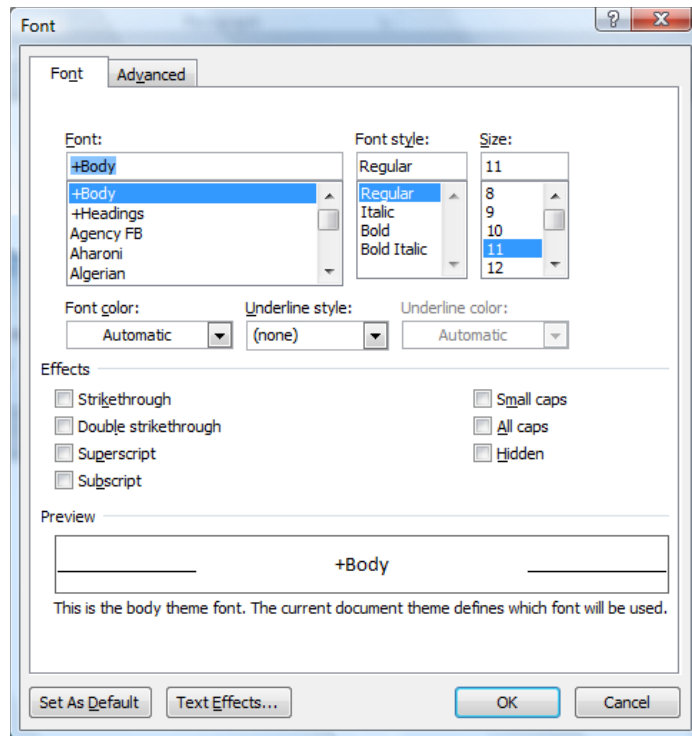 Font
Font Advanced
Font: Font style: Size:
+Body Regular 11
+Body Regular 8
+Headings Italic 9
Agency FB Bold 10
Aharoni Bold Italic 11
Algerian 12
Font color: Underline style: Underline color:
Automatic (none) Automatic
Effects
Strikethrough Small caps
Double strikethrough All caps
Superscript Hidden
Subscript
Preview
+Body
This is the body theme font. The current document theme defines which font will be used.
Set As Default Text Effects... OK Cancel